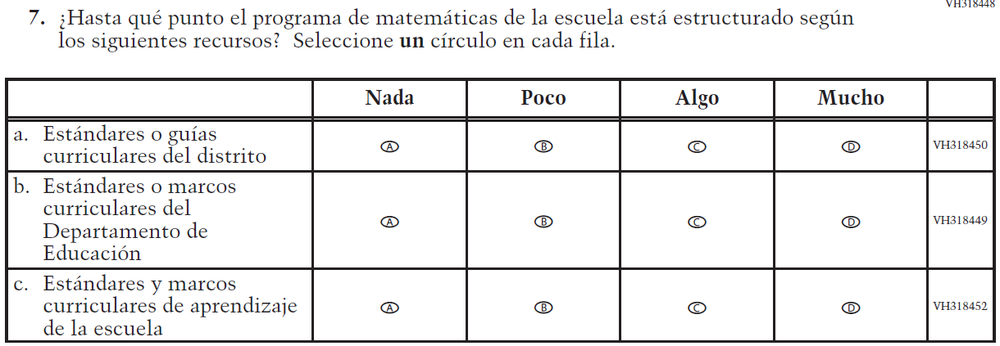 VH318448
7. ¿Hasta qué punto el programa de matemáticas de la escuela está estructurado según
los siguientes recursos? Seleccione un círculo en cada fila.
Nada Poco Algo Mucho
a. Estándares o guías
curriculares del distrito
A B C D VH318450
b. Estándares o marcos
curriculares del
Departamento de
Educación
A B C D VH318449
c. Estándares y marcos
curriculares de aprendizaje
de la escuela
A B C D VH318452